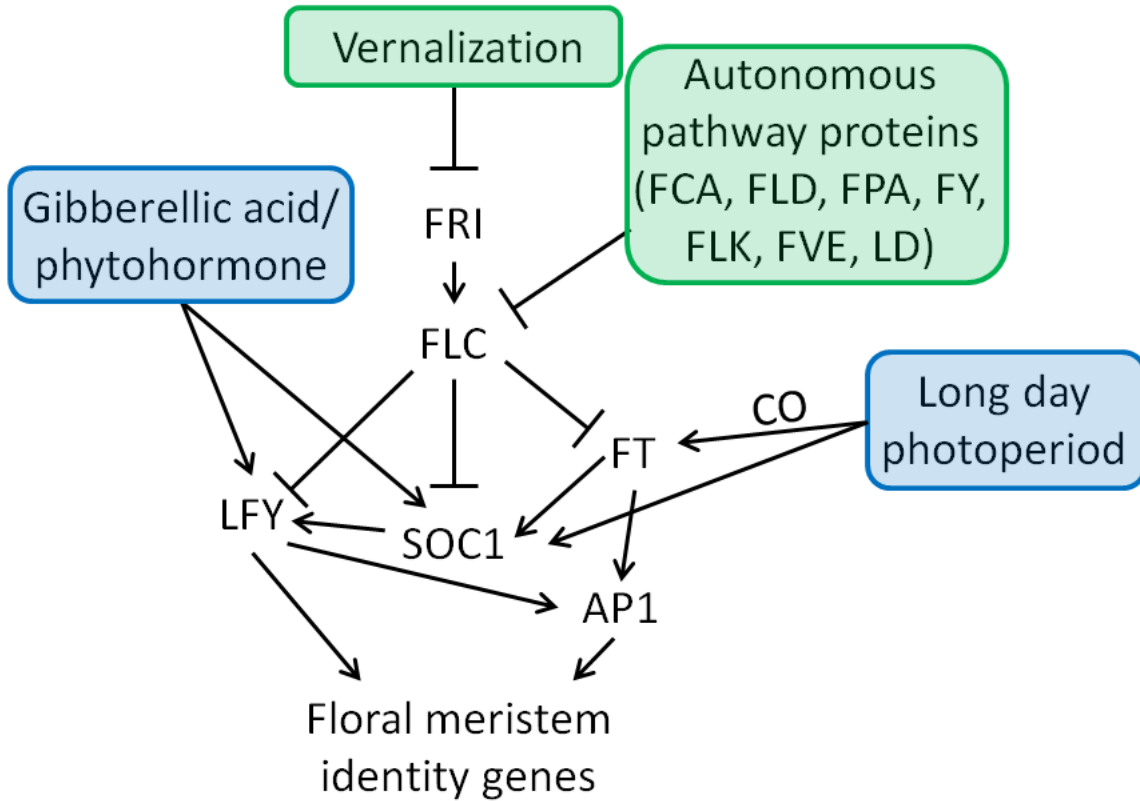 Vernalization
Autonomous
pathway proteins
(FCA, FLD, FPA, FY,
FLK, FVE, LD)
Gibberellic acid/
phytohormone
FRI
FLC
Long day
photoperiod
CO
FT
LFY
SOC1
AP1
Floral meristem
identity genes